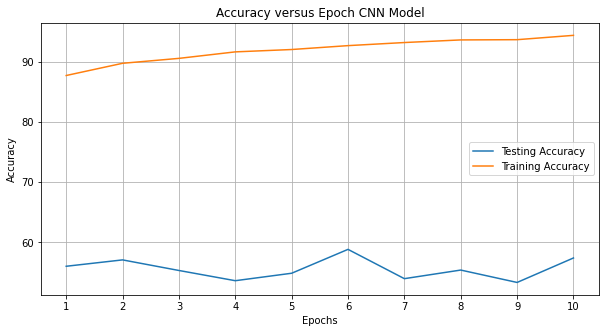 Accuracy versus Epoch CNN Model
90
80
70
60
Accuracy
Testing Accuracy
Training Accuracy
1 2 3 4 5 6 7 8 9 10
Epochs